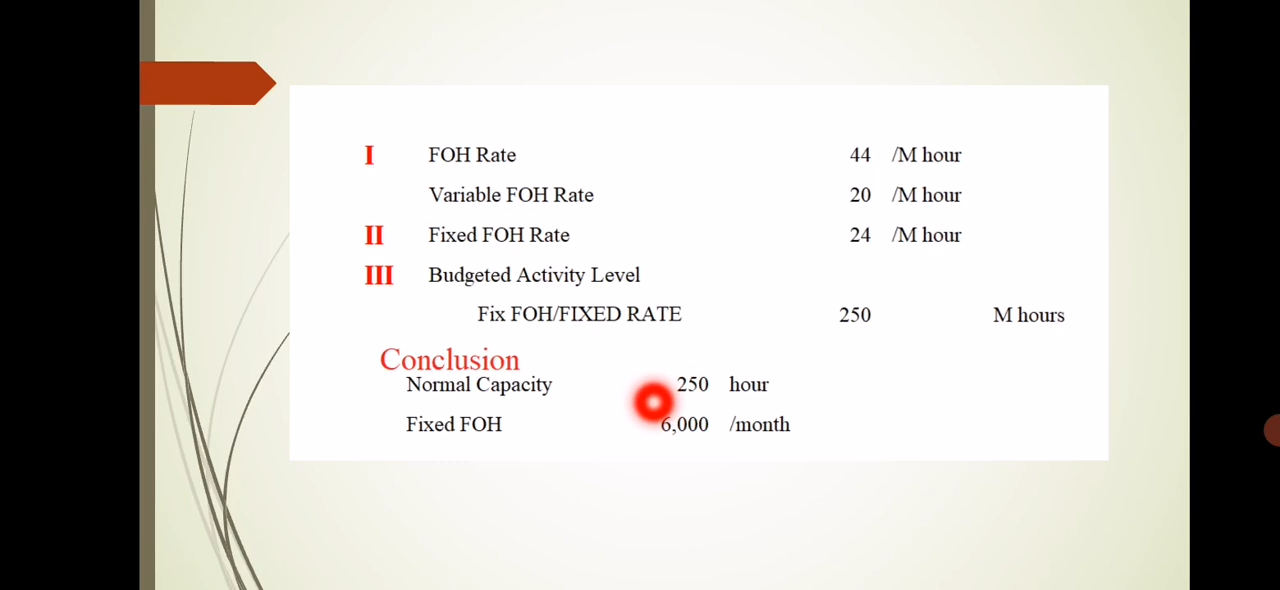 I FOH Rate 44 /M hour
Variable FOH Rate 20 /M hour
II Fixed FOH Rate 24 /M hour
III Budgeted Activity Level
Fix FOH/FIXED RATE 250 M hours
Conclusion
Normal Capacity 250 hour
Fixed FOH 6,000 /month